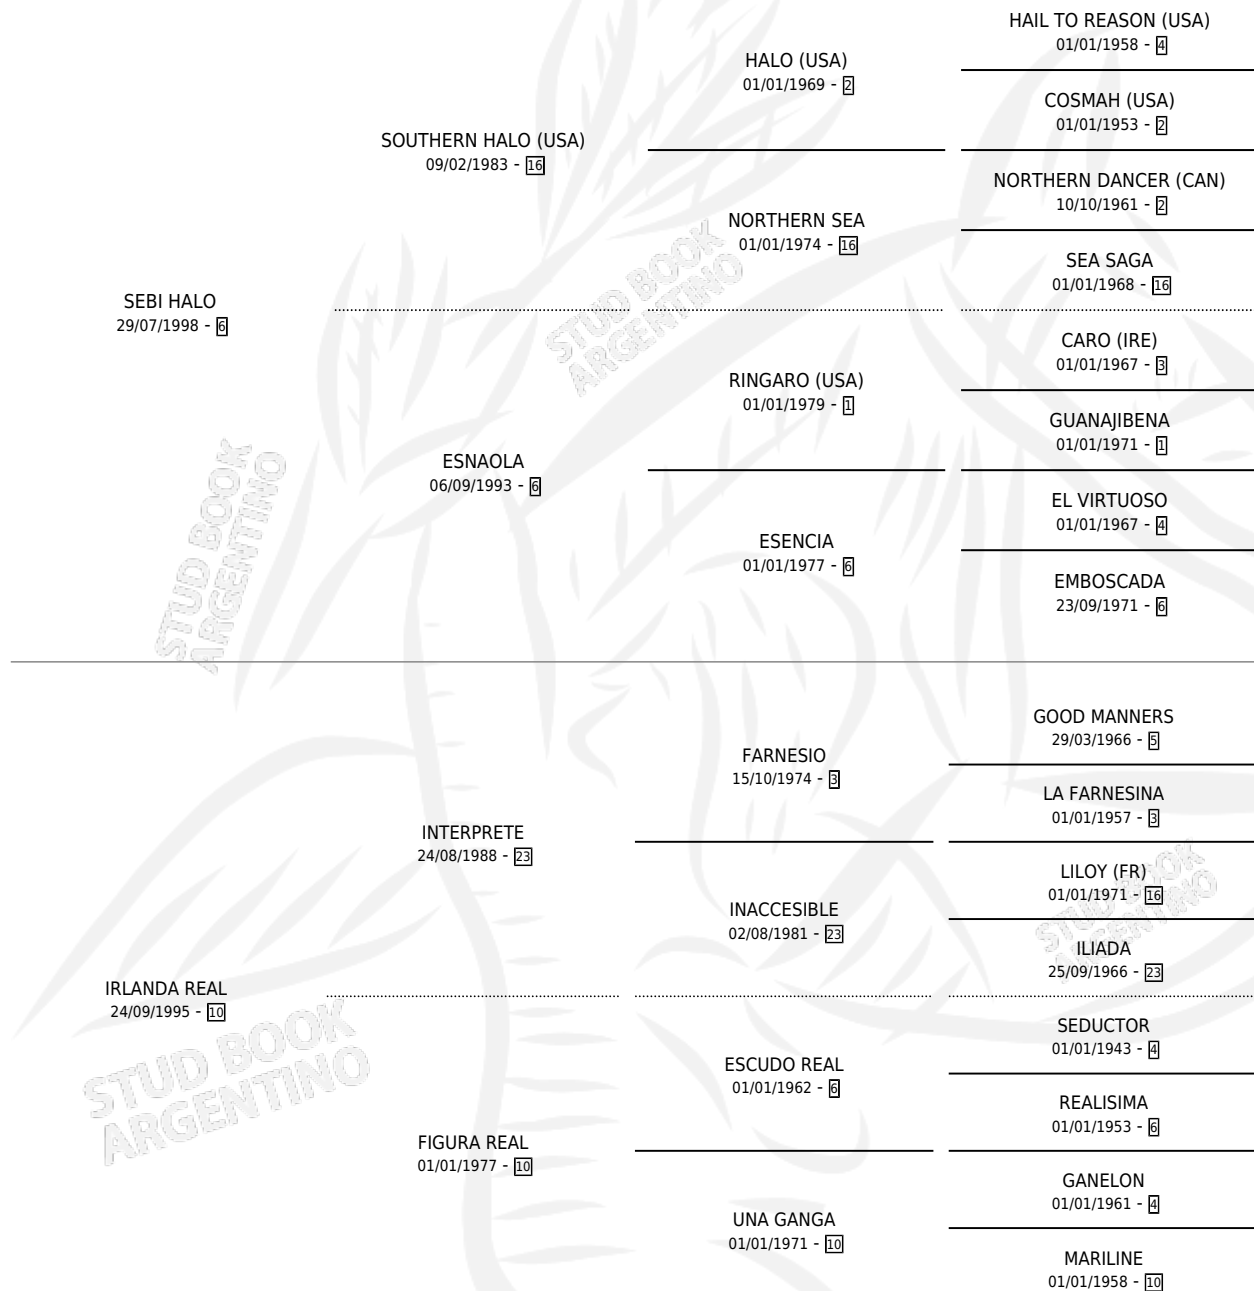 HAIL TO REASON (USA)
01/01/1958 - 4
HALO (USA)
01/01/1969 - 2
COSMAH (USA)
01/01/1953 - 2
SOUTHERN HALO (USA)
09/02/1983 - 16
NORTHERN DANCER (CAN)
10/10/1961 - 2
NORTHERN SEA
01/01/1974 - 16
SEA SAGA
01/01/1968 - 16
SEBI HALO
29/07/1998 - 6
CARO (IRE)
01/01/1967 - 3
RINGARO (USA)
01/01/1979 - 1
GUANAJIBENA
01/01/1971 - 1
ESNAOLA
06/09/1993 - 6
EL VIRTUOSO
01/01/1967 - 4
ESENCIA
01/01/1977 - 6
EMBOSCADA
23/09/1971 - 6
GOOD MANNERS
29/03/1966 - 5
FARNESIO
15/10/1974 - 3
LA FARNESINA
01/01/1957 - 3
INTERPRETE
24/08/1988 - 23
LILOY (FR)
01/01/1971 - 16
INACCESIBLE
02/08/1981 - 23
ILIADA
25/09/1966 - 23
IRLANDA REAL
24/09/1995 - 10
SEDUCTOR
01/01/1943 - 4
ESCUDO REAL
01/01/1962 - 6
REALISIMA
01/01/1953 - 6
FIGURA REAL
01/01/1977 - 10
GANELON
01/01/1961 - 4
UNA GANGA
01/01/1971 - 10
MARILINE
01/01/1958 - 10
STUD BOOK
ARGENTINO
STUD BOOK
ARGENTINO
STUD BOOK
ARGENTINO
STUD BOOK
ARGENTINO